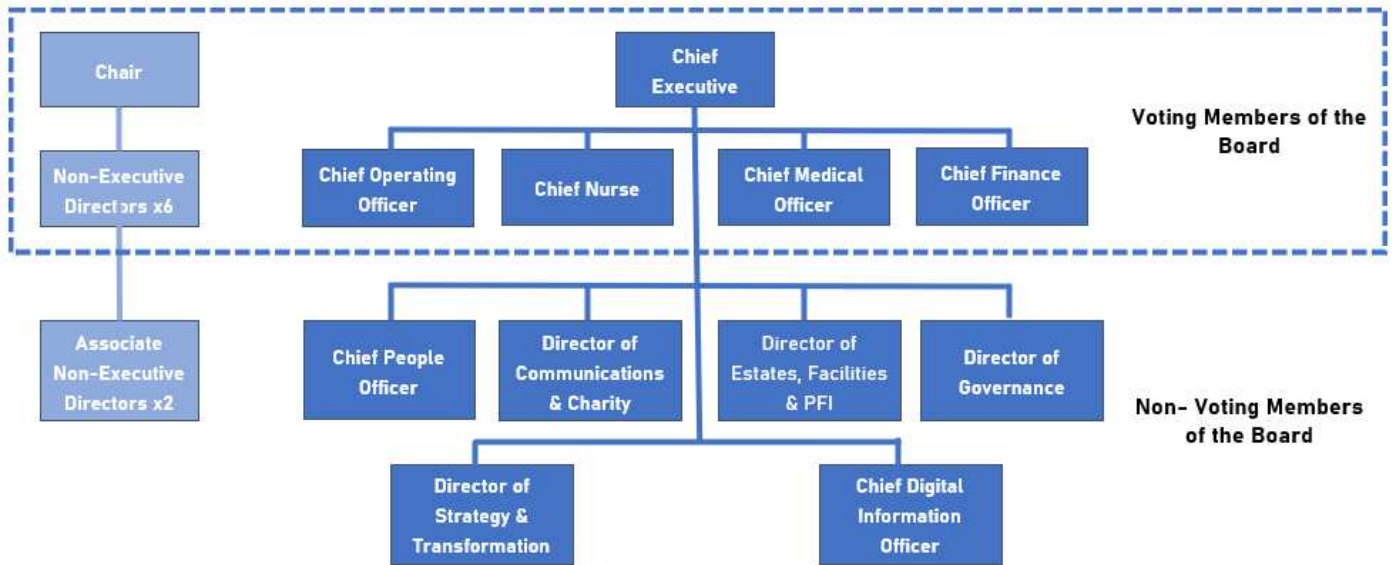 Chair
Chief
Executive
Voting Members of the
Board
Non-Executive
Directors x6
Chief Operating
Officer
Chief Nurse
Chief Medical
Officer
Chief Finance
Officer
Associate
Non-Executive
Directors x2
Chief People
Officer
Director of
Communications
& Charity
Director of
Estates, Facilities
& PFI
Director of
Governance
Non- Voting Members
of the Board
Director of
Strategy &
Transformation
Chief Digital
Information
Officer